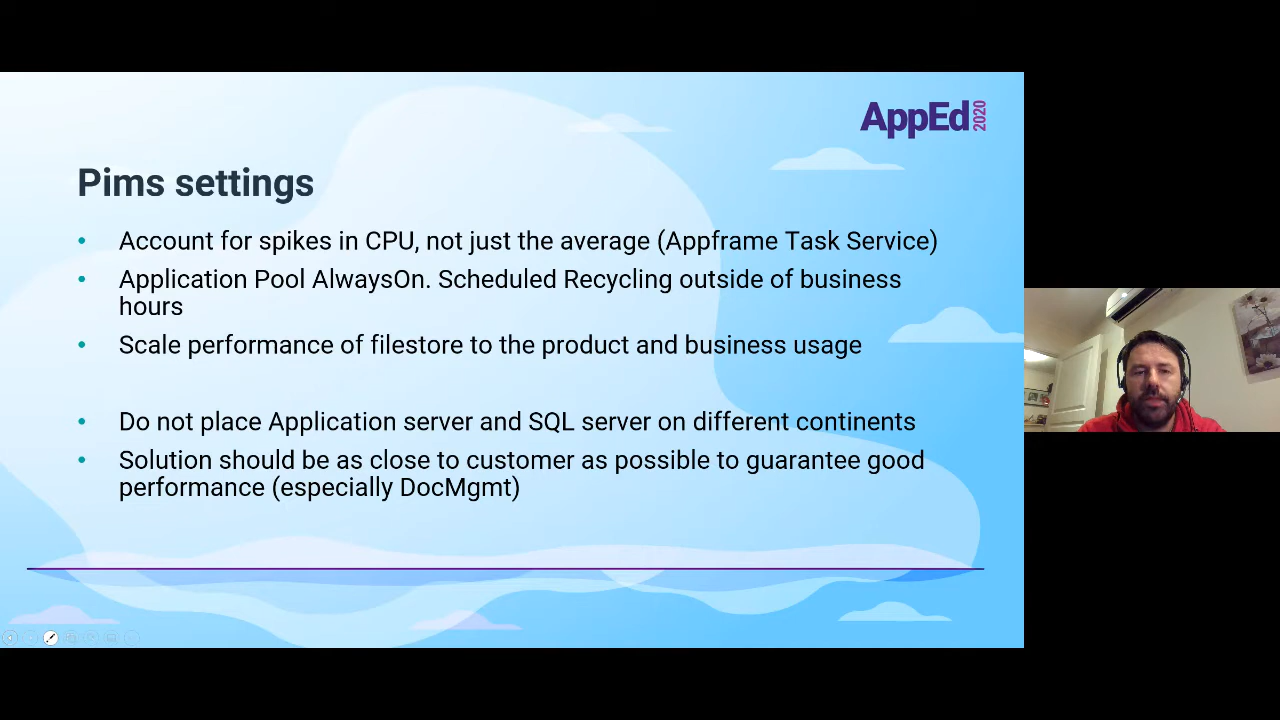 AppEd 2020
Pims settings
• Account for spikes in CPU, not just the average (Appframe Task Service)
• Application Pool AlwaysOn. Scheduled Recycling outside of business
hours
• Scale performance of filestore to the product and business usage
• Do not place Application server and SQL server on different continents
• Solution should be as close to customer as possible to guarantee good
performance (especially DocMgmt)